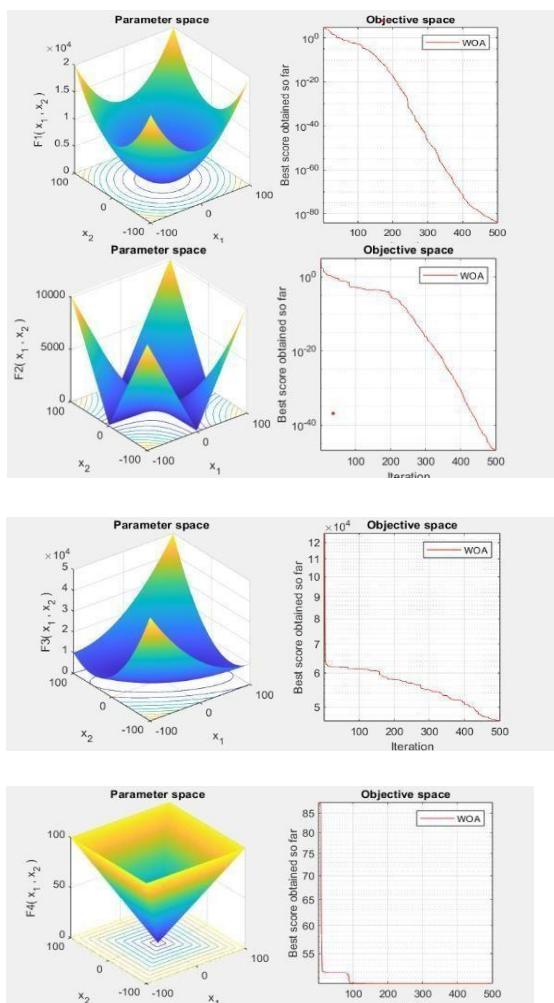 Parameter space
×10⁴
2
1.5
1
0.5
0
F1( x₁ , x₂ )
100
0
-100
x₂
-100
0
100
x₁
Objective space
WOA
10⁰
10⁻²⁰
10⁻⁴⁰
10⁻⁶⁰
10⁻⁸⁰
Best score obtained so far
100 200 300 400 500
Parameter space
10000
5000
0
F2( x₁ , x₂ )
100
0
-100
x₂
-100
0
100
x₁
Objective space
WOA
10⁰
10⁻²⁰
10⁻⁴⁰
Best score obtained so far
100 200 300 400 500
Iteration
Parameter space
×10⁴
5
4
3
2
1
0
F3( x₁ , x₂ )
100
0
-100
x₂
-100
0
100
x₁
Objective space
×10⁴
WOA
12
11
10
9
8
7
6
5
Best score obtained so far
100 200 300 400 500
Iteration
Parameter space
100
50
0
F4( x₁ , x₂ )
100
0
-100
x₂
-100
0
100
x₁
Objective space
WOA
85
80
75
70
65
60
55
Best score obtained so far
100 200 300 400 500